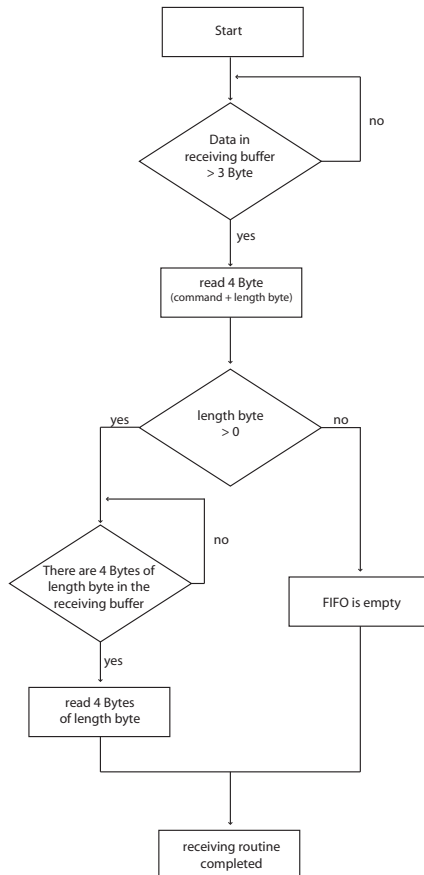 Start
no
Data in
receiving buffer
> 3 Byte
yes
read 4 Byte
(command + length byte)
yes
length byte
> 0
no
no
There are 4 Bytes of
length byte in the
receiving buffer
FIFO is empty
yes
read 4 Bytes
of length byte
receiving routine
completed